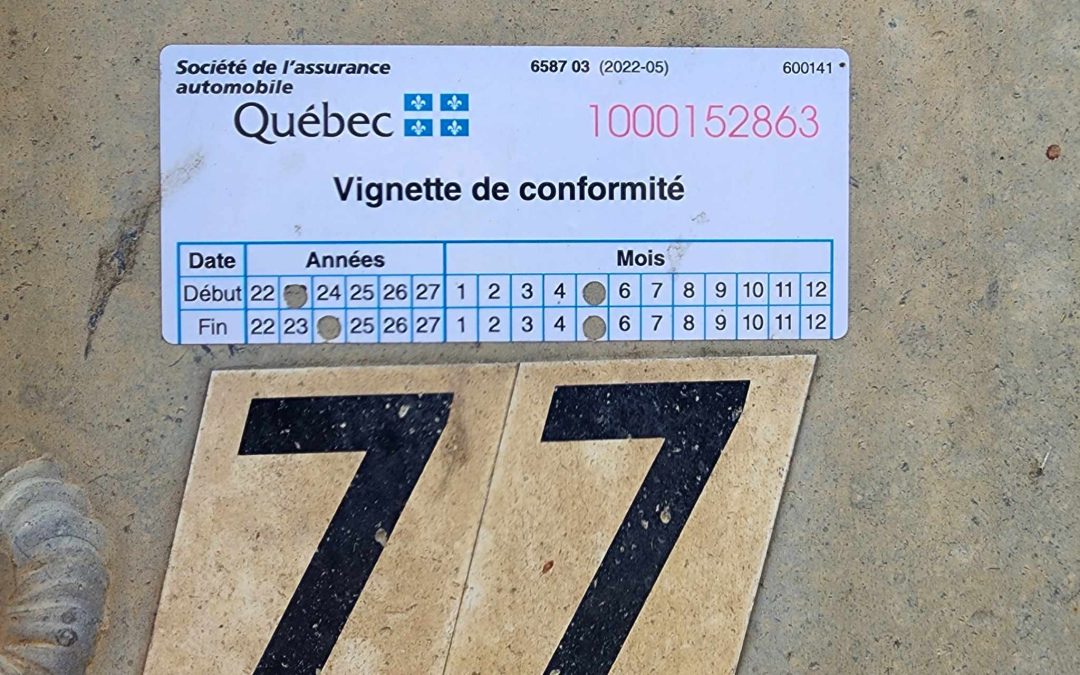 Société de l'assurance
automobile
Québec
6587 03 (2022-05)
600141
1000152863
Vignette de conformité
Date Années Mois
Début 22 24 25 26 27 1 2 3 4 6 7 8 9 10 11 12
Fin 22 23 25 26 27 1 2 3 4 6 7 8 9 10 11 12
77